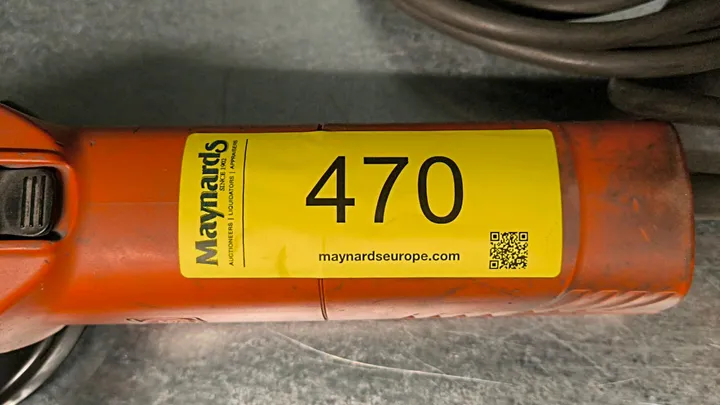 Maynards
SINCE 1902
AUCTIONEERS | LIQUIDATORS | APPRAISERS
470
maynardseurope.com